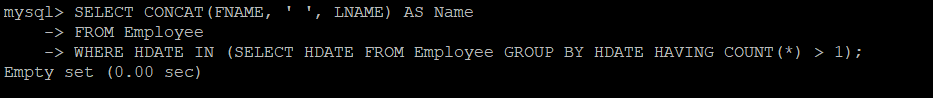 mysql> SELECT CONCAT(FNAME, ' ', LNAME) AS Name
    -> FROM Employee
    -> WHERE HDATE IN (SELECT HDATE FROM Employee GROUP BY HDATE HAVING COUNT(*) > 1);
Empty set (0.00 sec)